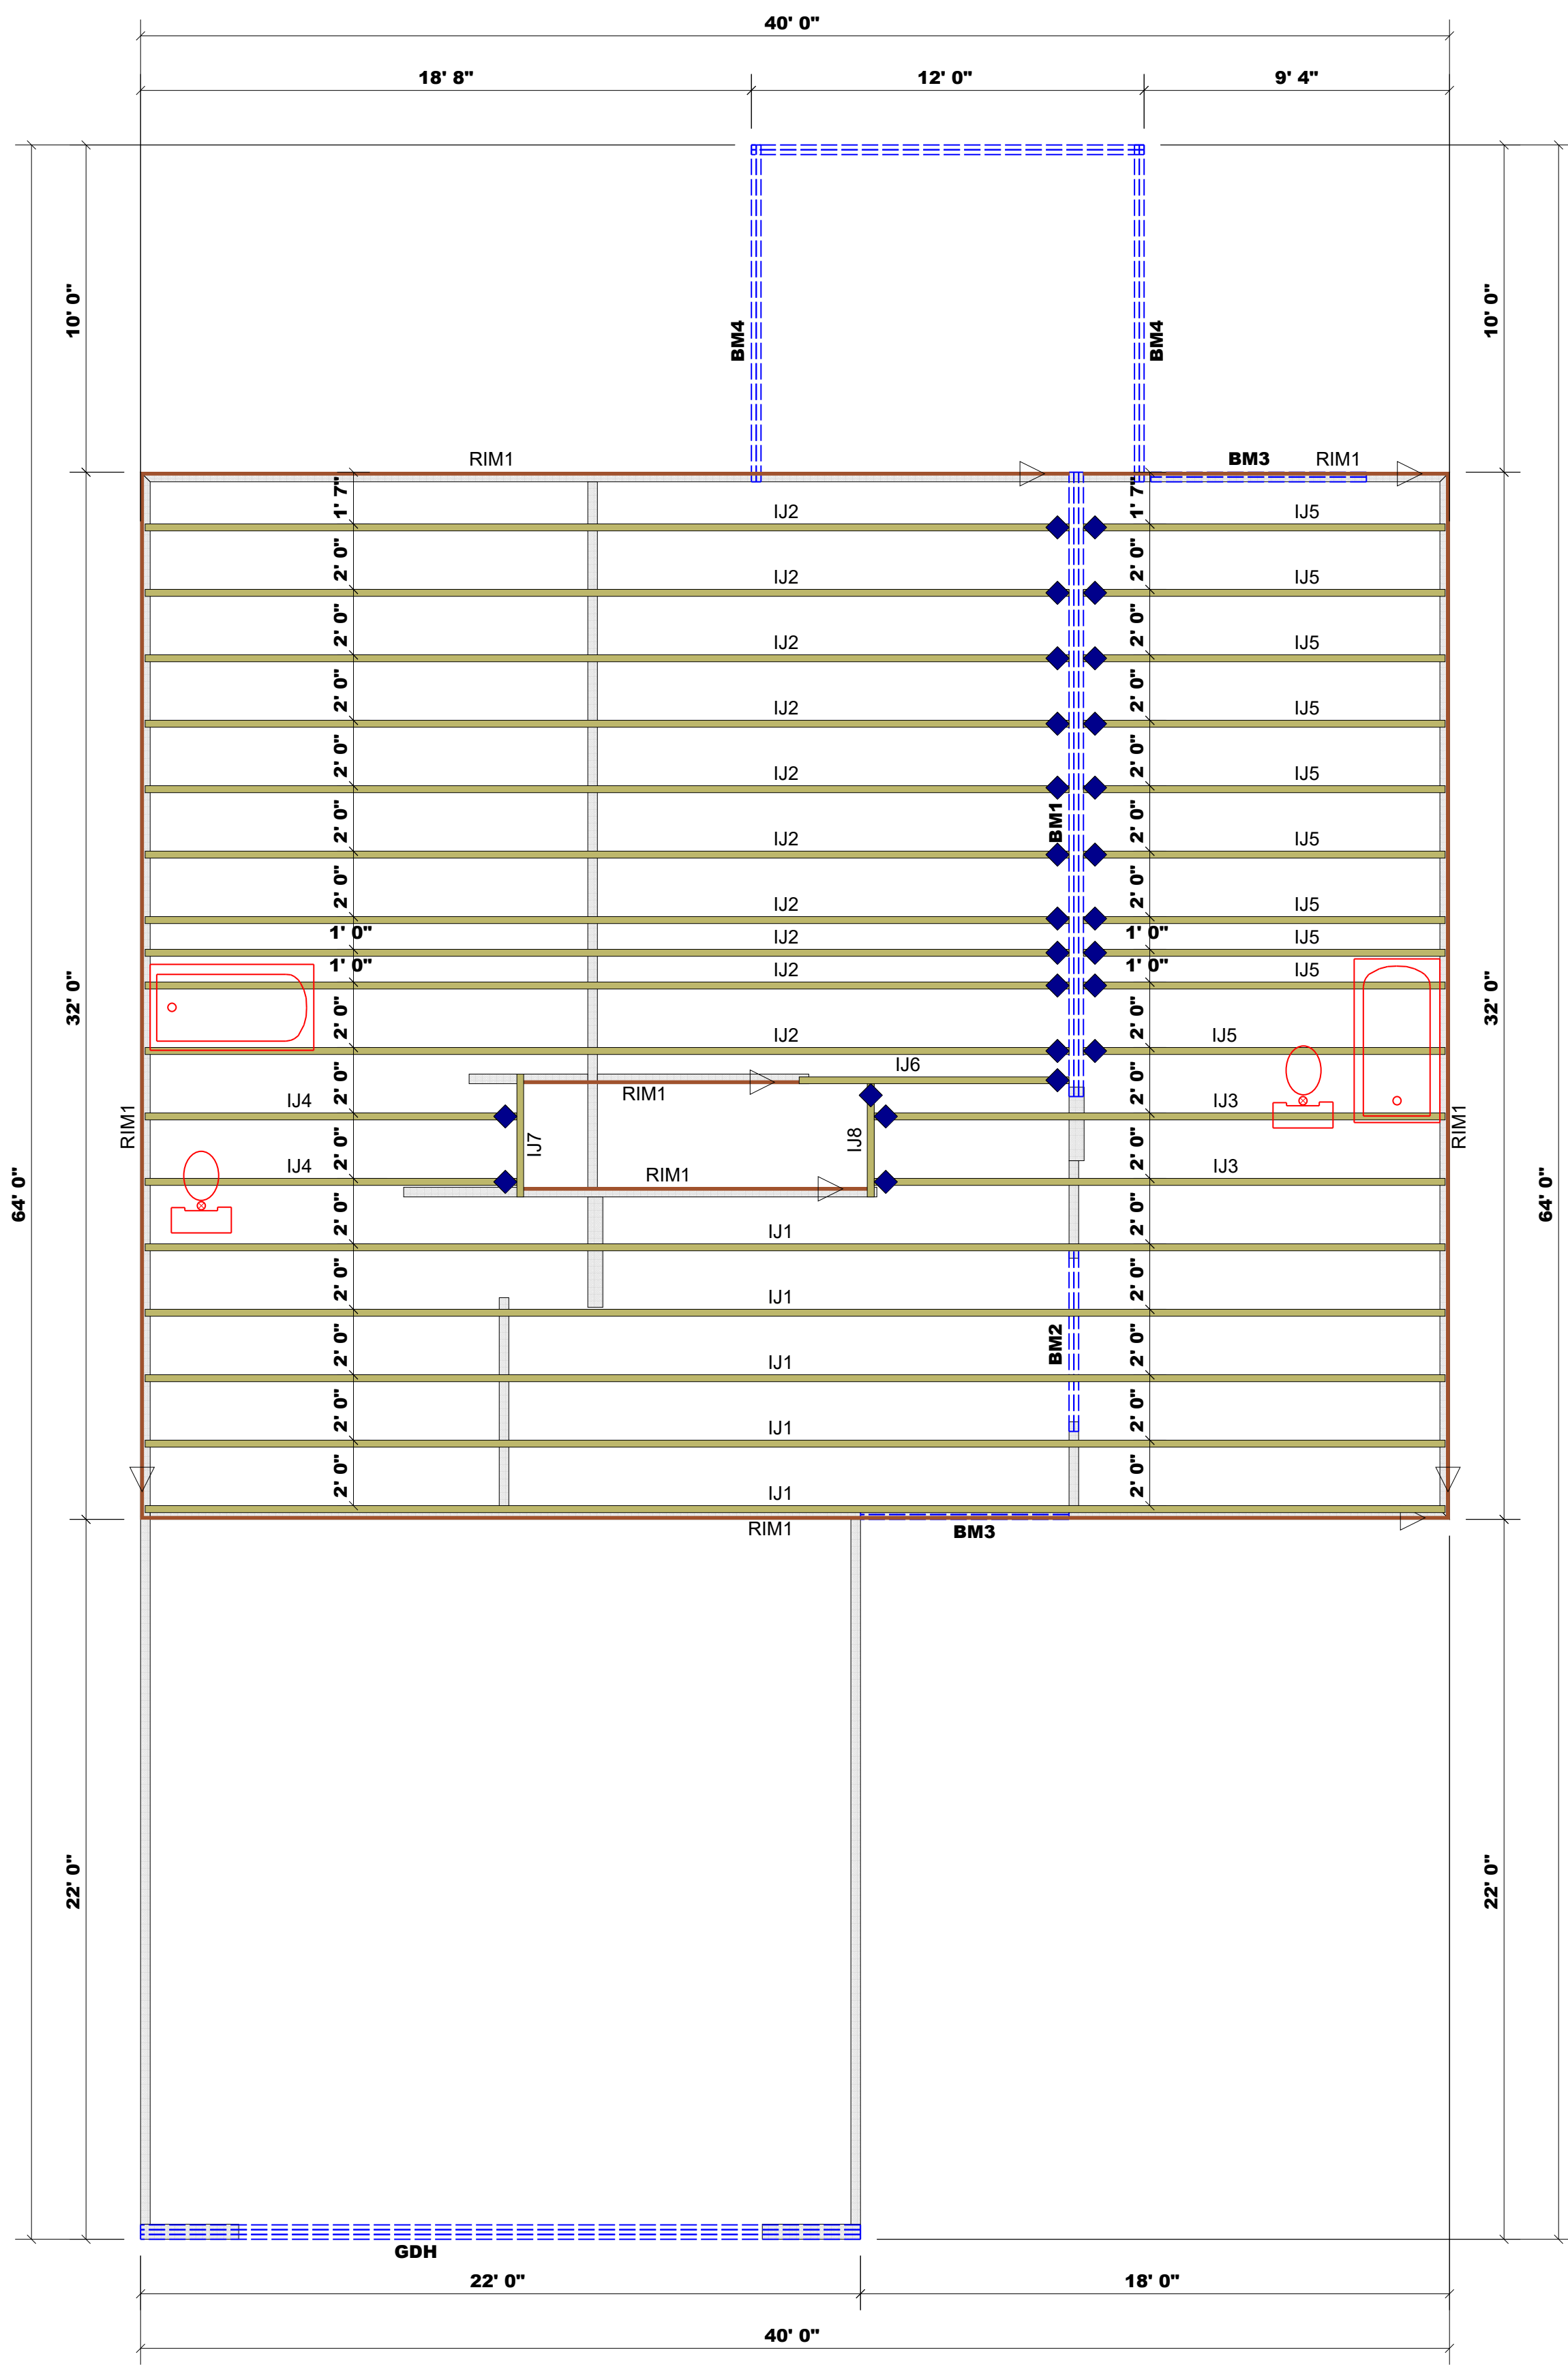 40' 0"
18' 8"
12' 0"
9' 4"
10' 0"
BM4
BM4
10' 0"
RIM1
BM3
RIM1
1' 7"
IJ2
1' 7"
IJ5
2' 0"
IJ2
2' 0"
IJ5
2' 0"
IJ2
2' 0"
IJ5
2' 0"
IJ2
2' 0"
IJ5
2' 0"
IJ2
2' 0"
IJ5
2' 0"
IJ2
BM1
2' 0"
IJ5
2' 0"
IJ2
2' 0"
IJ5
1' 0"
IJ2
1' 0"
IJ5
1' 0"
IJ2
1' 0"
IJ5
32' 0"
32' 0"
2' 0"
IJ2
2' 0"
IJ5
IJ6
2' 0"
RIM1
2' 0"
IJ4
IJ3
RIM1
IJ7
IJ8
RIM1
2' 0"
2' 0"
IJ4
RIM1
IJ3
64' 0"
64' 0"
2' 0"
IJ1
2' 0"
2' 0"
IJ1
2' 0"
2' 0"
BM2
IJ1
2' 0"
2' 0"
IJ1
2' 0"
2' 0"
IJ1
2' 0"
RIM1
BM3
22' 0"
22' 0"
GDH
22' 0"
18' 0"
40' 0"